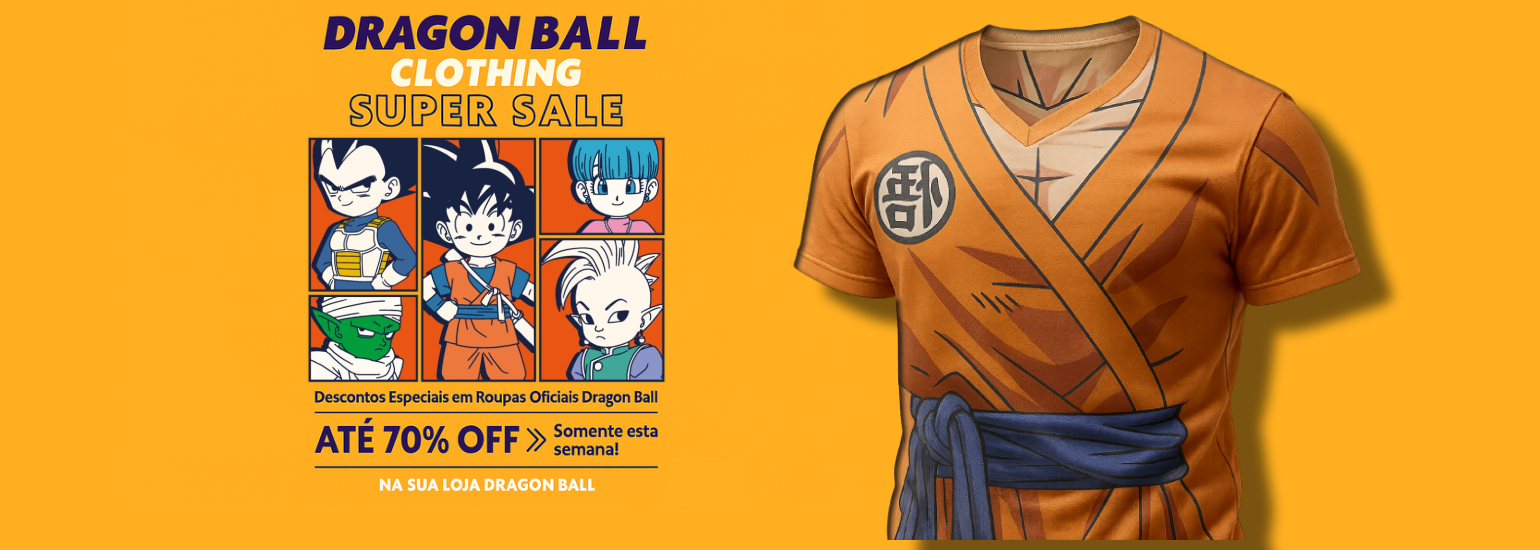 DRAGON BALL
CLOTHING
SUPER SALE
Descontos Especiais em Roupas Oficiais Dragon Ball
ATÉ 70% OFF
Somente esta
semana!
NA SUA LOJA DRAGON BALL